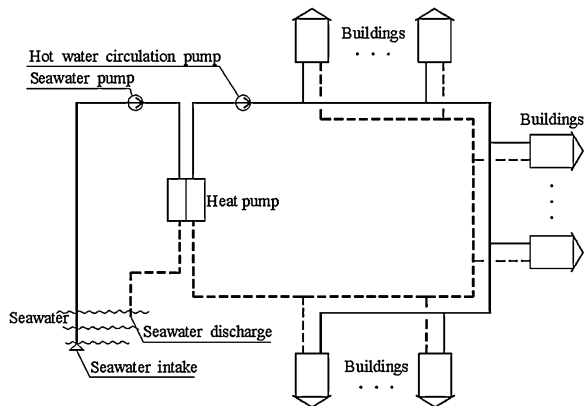 Buildings
. . .
Hot water circulation pump
Seawater pump
Buildings
. . .
Heat pump
Seawater
Seawater discharge
Seawater intake
Buildings
. . .